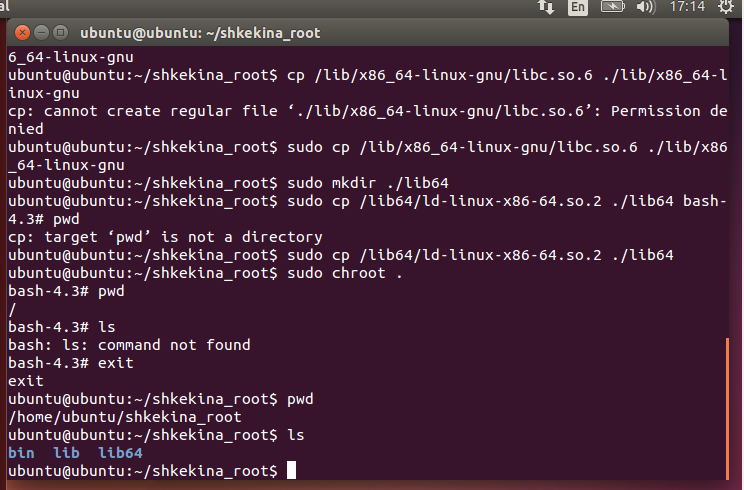 al
En
17:14
ubuntu@ubuntu: ~/shkekina_root
6_64-linux-gnu
ubuntu@ubuntu:~/shkekina_root$ cp /lib/x86_64-linux-gnu/libc.so.6 ./lib/x86_64-l
inux-gnu
cp: cannot create regular file ‘./lib/x86_64-linux-gnu/libc.so.6’: Permission de
nied
ubuntu@ubuntu:~/shkekina_root$ sudo cp /lib/x86_64-linux-gnu/libc.so.6 ./lib/x86
_64-linux-gnu
ubuntu@ubuntu:~/shkekina_root$ sudo mkdir ./lib64
ubuntu@ubuntu:~/shkekina_root$ sudo cp /lib64/ld-linux-x86-64.so.2 ./lib64 bash-
4.3# pwd
cp: target ‘pwd’ is not a directory
ubuntu@ubuntu:~/shkekina_root$ sudo cp /lib64/ld-linux-x86-64.so.2 ./lib64
ubuntu@ubuntu:~/shkekina_root$ sudo chroot .
bash-4.3# pwd
/
bash-4.3# ls
bash: ls: command not found
bash-4.3# exit
exit
ubuntu@ubuntu:~/shkekina_root$ pwd
/home/ubuntu/shkekina_root
ubuntu@ubuntu:~/shkekina_root$ ls
bin  lib  lib64
ubuntu@ubuntu:~/shkekina_root$